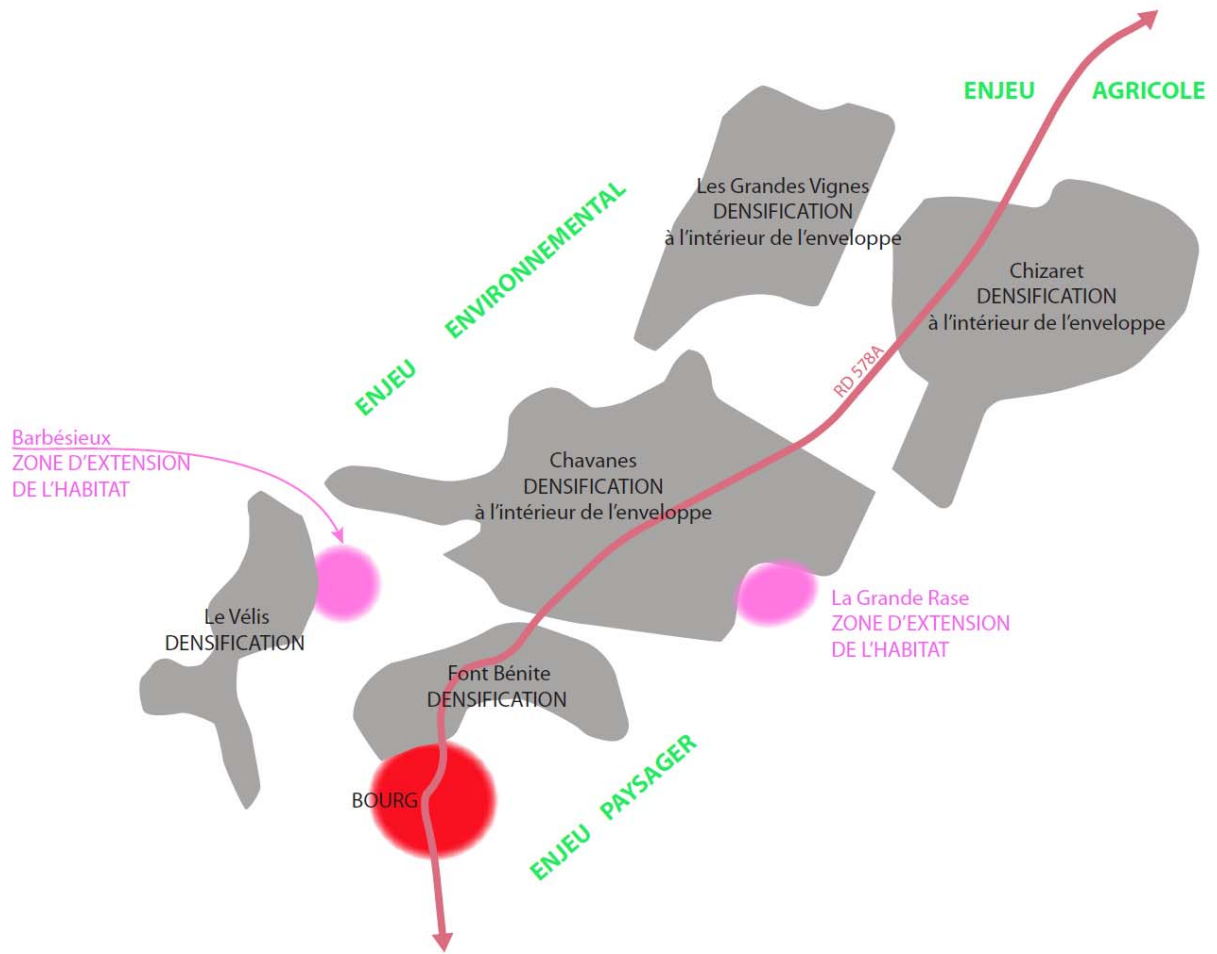 ENJEU AGRICOLE
Les Grandes Vignes
DENSIFICATION
à l'intérieur de l'enveloppe
ENJEU ENVIRONNEMENTAL
Chizaret
DENSIFICATION
à l'intérieur de l'enveloppe
RD 578A
Barbésieux
ZONE D'EXTENSION
DE L'HABITAT
Chavanes
DENSIFICATION
à l'intérieur de l'enveloppe
La Grande Rase
ZONE D'EXTENSION
DE L'HABITAT
Le Vélis
DENSIFICATION
Font Bénite
DENSIFICATION
BOURG
ENJEU PAYSAGER